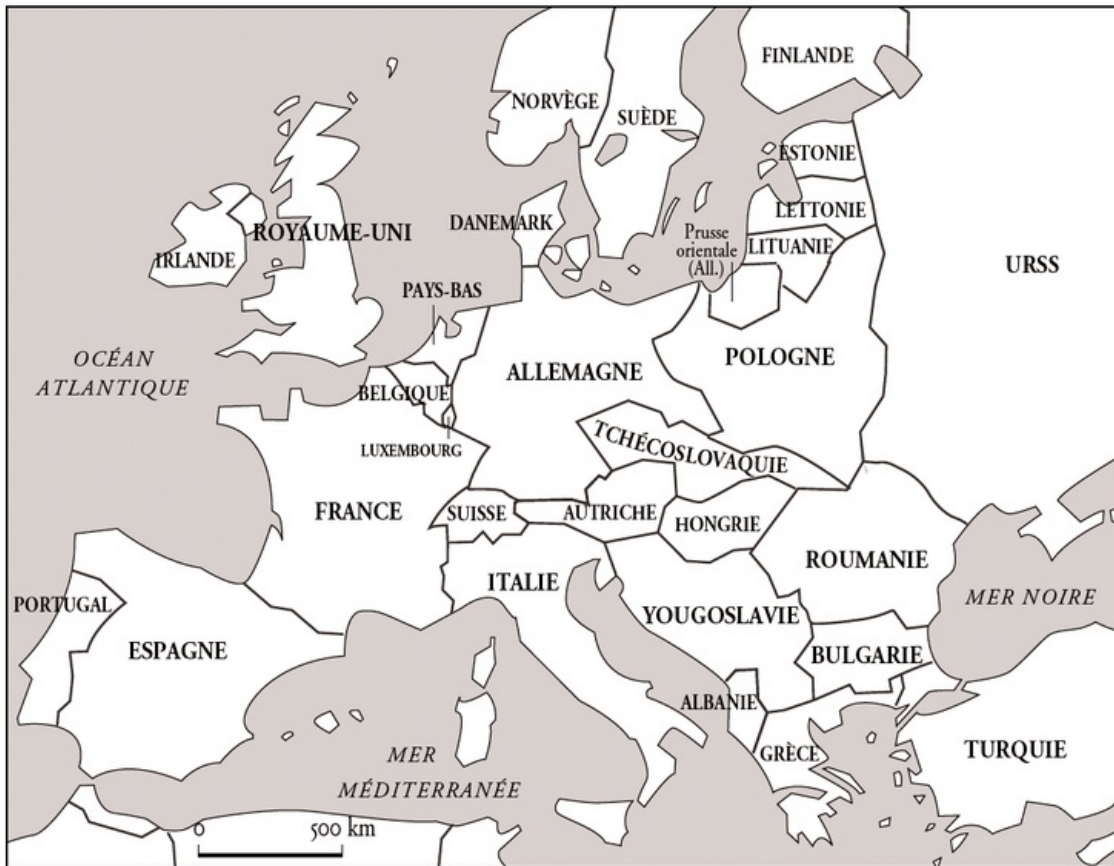 FINLANDE
NORVÈGE
SUÈDE
ESTONIE
LETTONIE
DANEMARK
Prusse
orientale
(All.)
LITUANIE
ROYAUME-UNI
IRLANDE
URSS
PAYS-BAS
OCÉAN
ATLANTIQUE
POLOGNE
ALLEMAGNE
BELGIQUE
LUXEMBOURG
TCHÉCOSLOVAQUIE
FRANCE
SUISSE
AUTRICHE
HONGRIE
ROUMANIE
ITALIE
MER NOIRE
PORTUGAL
ESPAGNE
YOUGOSLAVIE
BULGARIE
ALBANIE
GRÈCE
TURQUIE
MER
MÉDITERRANÉE
0 500 km